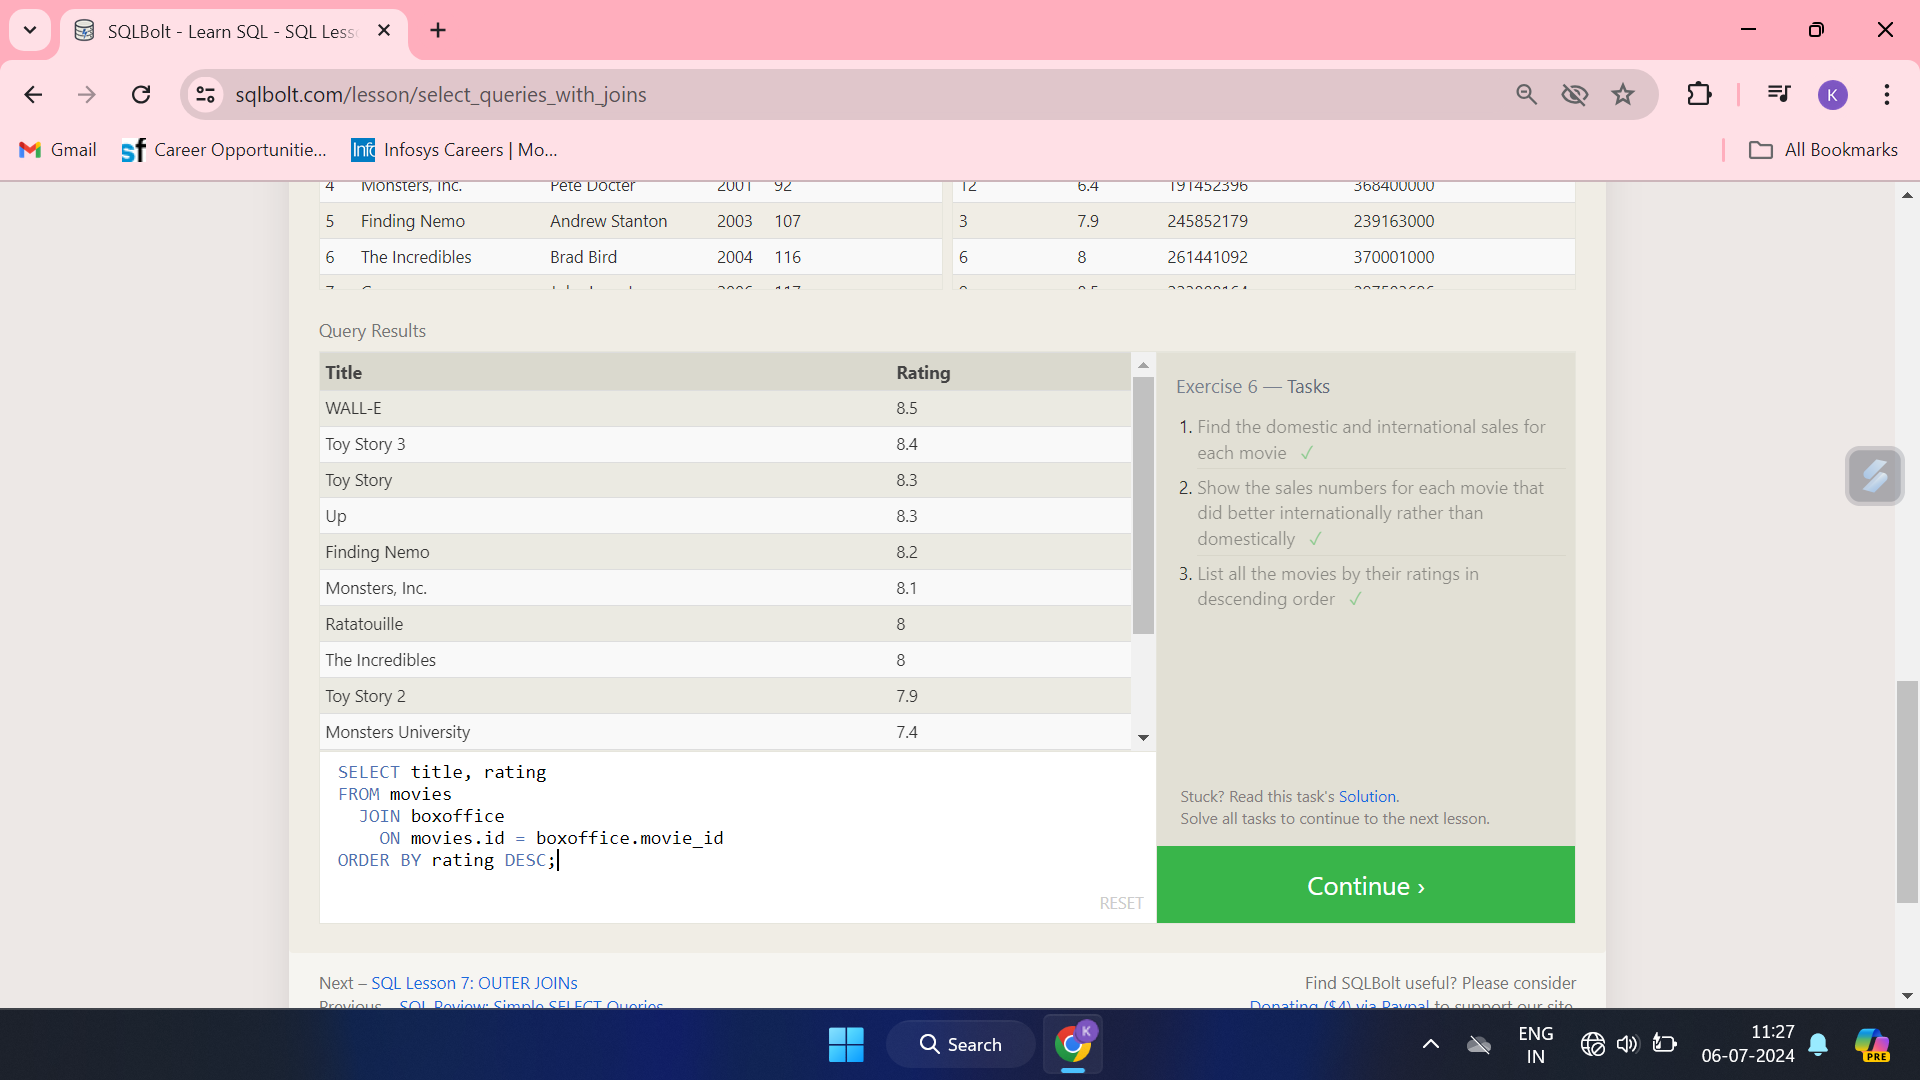 SQLBolt - Learn SQL - SQL Less
sqlbolt.com/lesson/select_queries_with_joins
K
Gmail
Career Opportunitie...
Infosys Careers | Mo...
All Bookmarks
4 Monsters, Inc. Pete Docter 2001 92
12 6.4 191452396 368400000
5 Finding Nemo Andrew Stanton 2003 107
3 7.9 245852179 239163000
6 The Incredibles Brad Bird 2004 116
6 8 261441092 370001000
Query Results
Title Rating
WALL-E 8.5
Toy Story 3 8.4
Toy Story 8.3
Up 8.3
Finding Nemo 8.2
Monsters, Inc. 8.1
Ratatouille 8
The Incredibles 8
Toy Story 2 7.9
Monsters University 7.4
SELECT title, rating
FROM movies
JOIN boxoffice
ON movies.id = boxoffice.movie_id
ORDER BY rating DESC;
RESET
Exercise 6 — Tasks
1. Find the domestic and international sales for
each movie ✓
2. Show the sales numbers for each movie that
did better internationally rather than
domestically ✓
3. List all the movies by their ratings in
descending order ✓
Stuck? Read this task's Solution.
Solve all tasks to continue to the next lesson.
Continue ›
Next – SQL Lesson 7: OUTER JOINs
Previous – SQL Review: Simple SELECT Queries
Find SQLBolt useful? Please consider
Donating ($4) via Paypal to support our site.
Search
K
ENG
IN
11:27
06-07-2024
PRE